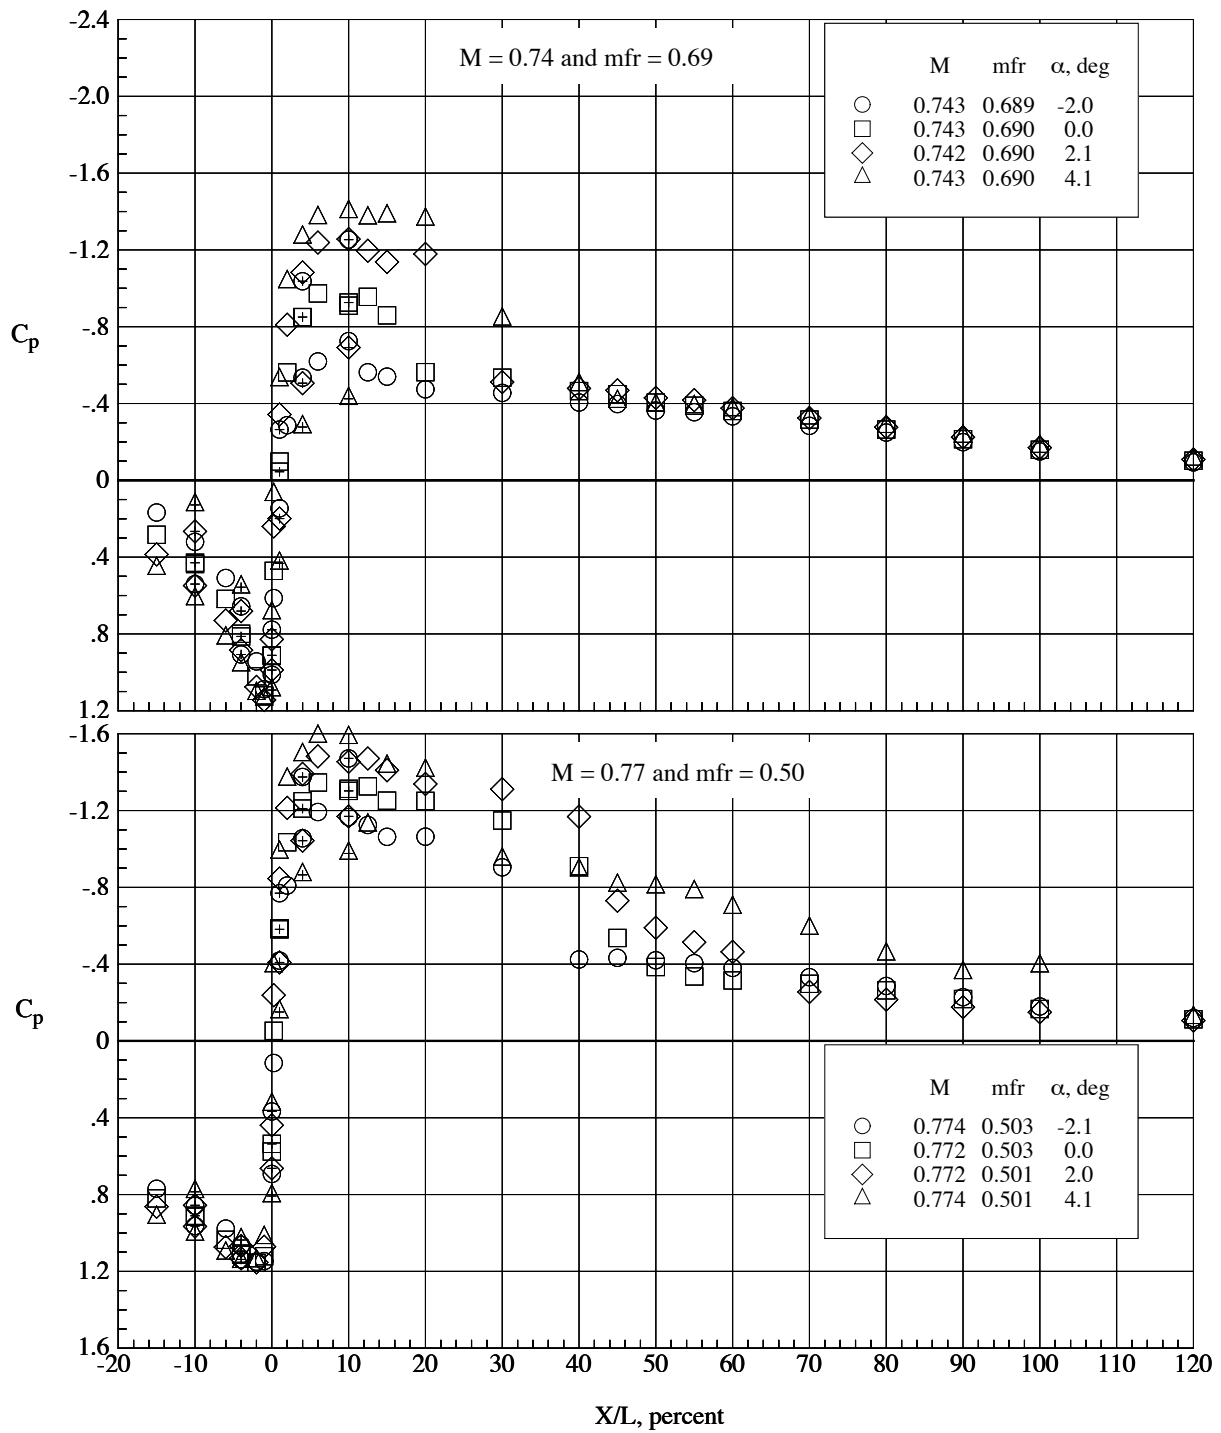 -2.4
M = 0.74 and mfr = 0.69
M mfr α, deg
0.743 0.689 -2.0
0.743 0.690 0.0
0.742 0.690 2.1
0.743 0.690 4.1
-2.0
-1.6
-1.2
-.8
Cp
-.4
0
.4
.8
1.2
-1.6
M = 0.77 and mfr = 0.50
-1.2
-.8
-.4
Cp
0
M mfr α, deg
0.774 0.503 -2.1
0.772 0.503 0.0
0.772 0.501 2.0
0.774 0.501 4.1
.4
.8
1.2
1.6
-20 -10 0 10 20 30 40 50 60 70 80 90 100 110 120
X/L, percent